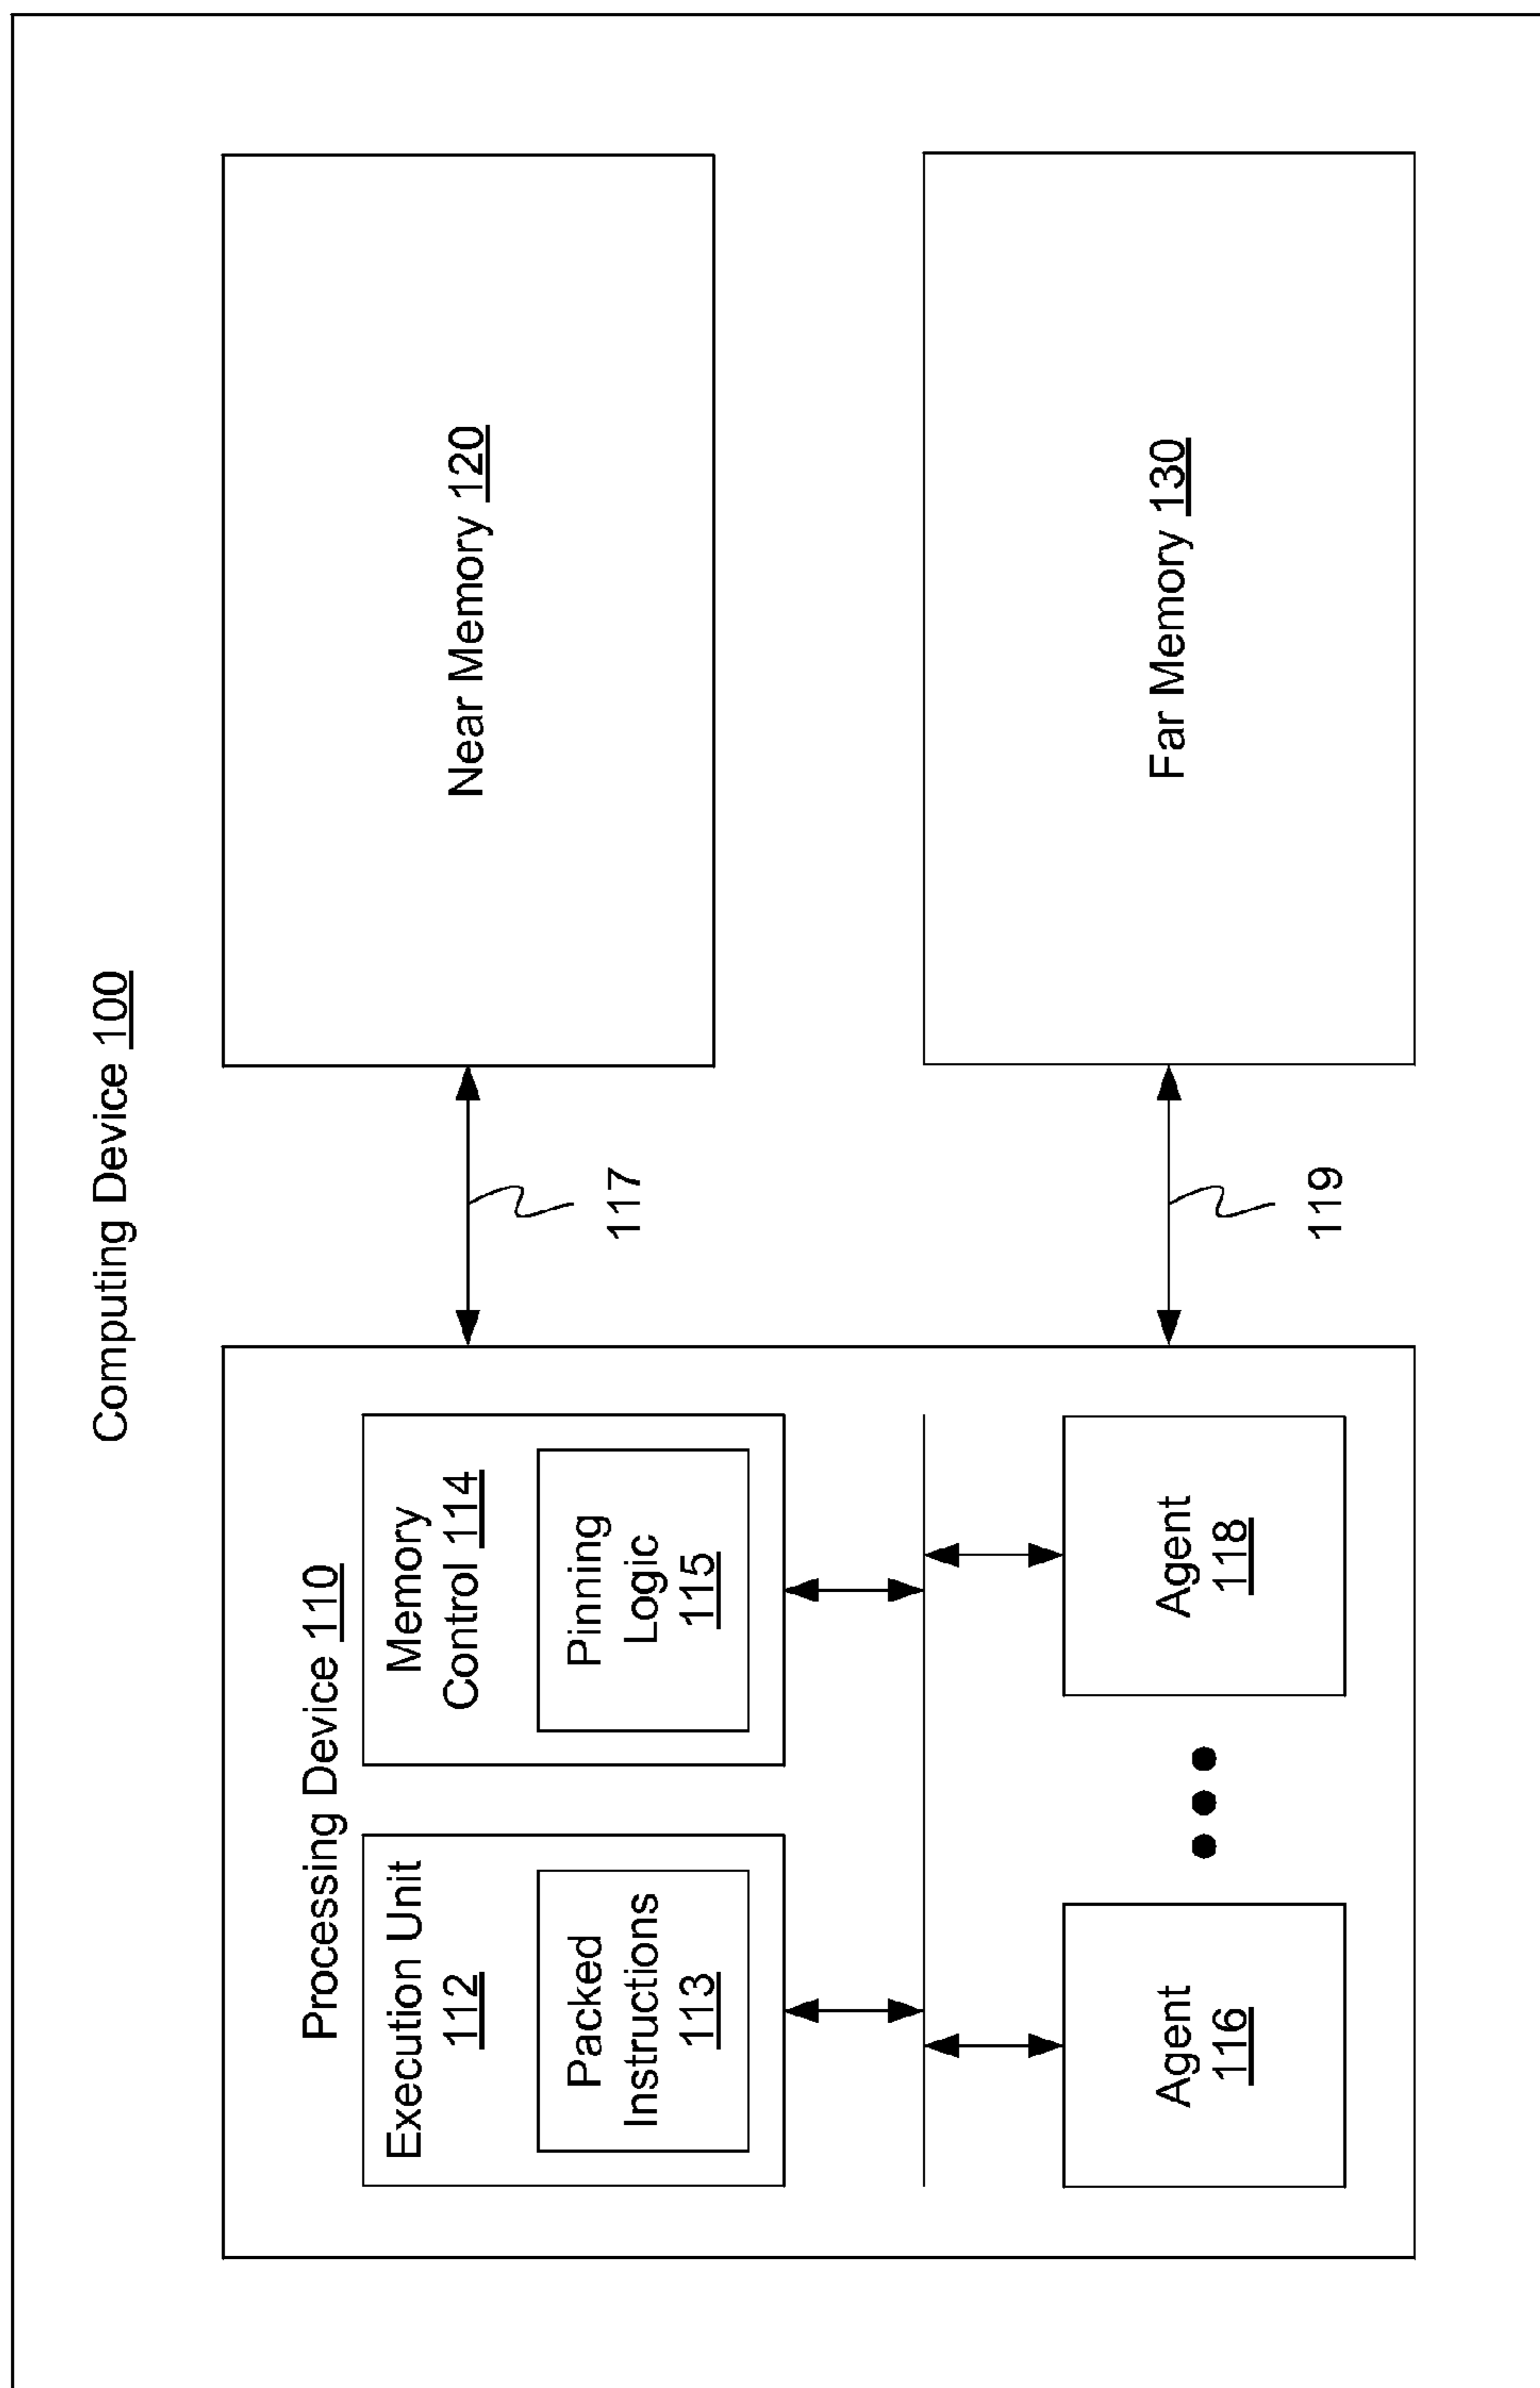 Computing Device 100
Processing Device 110
Execution Unit
112
Packed
Instructions
113
Memory
Control 114
Pinning
Logic
115
Agent
116
Agent
118
117
119
Near Memory 120
Far Memory 130